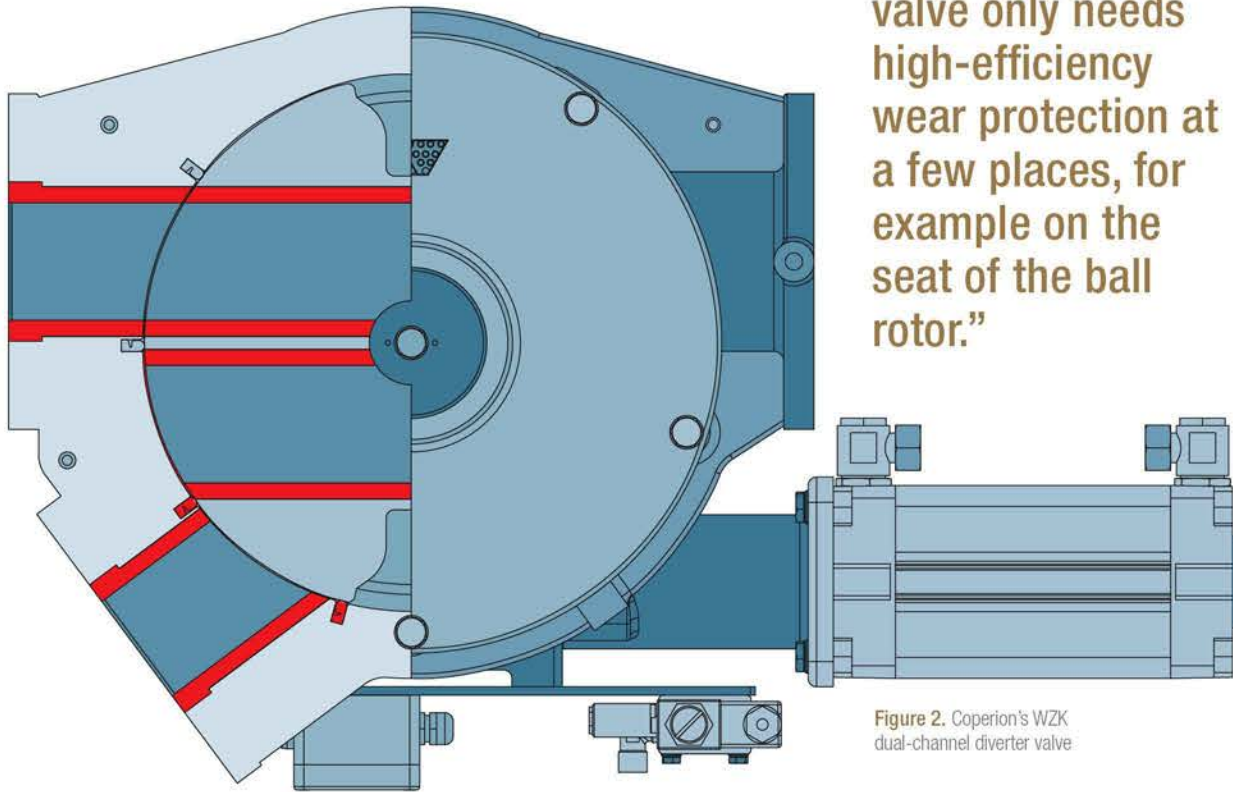 valve only needs
high-efficiency
wear protection at
a few places, for
example on the
seat of the ball
rotor.”
Figure 2. Coperion's WZK
dual-channel diverter valve